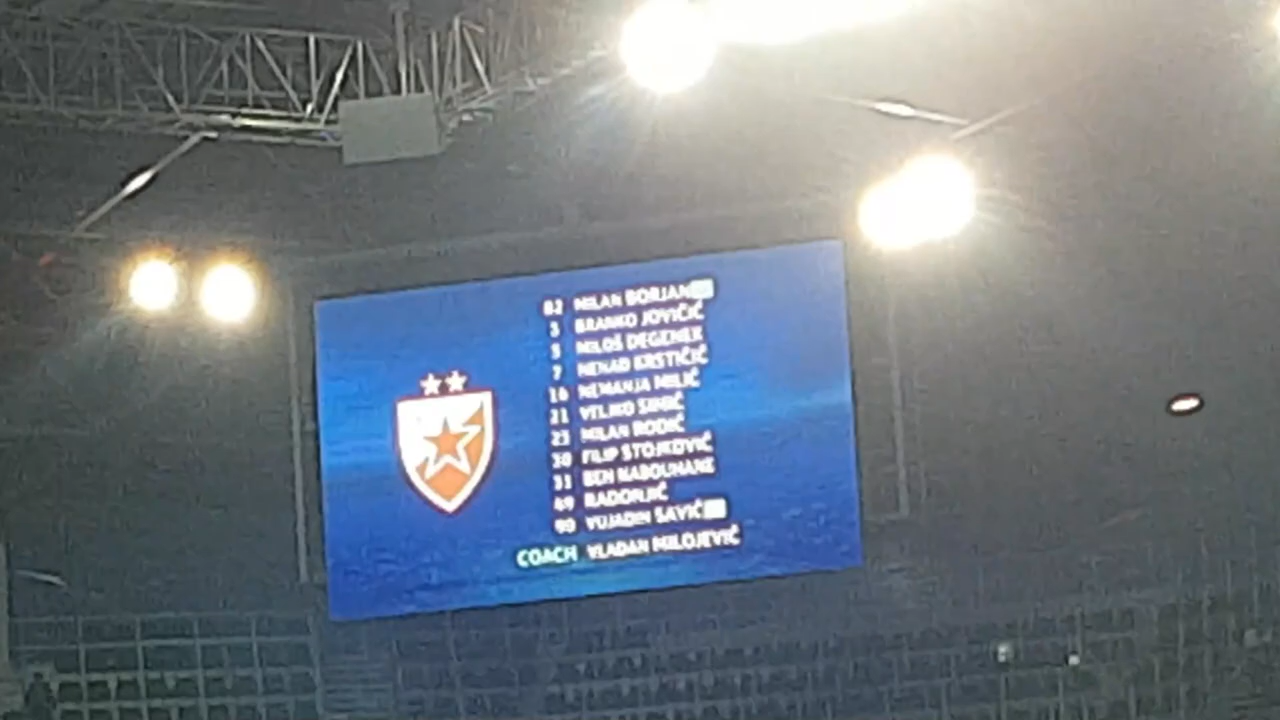 82 MILAN BORJAN
3 BRANKO JOVIČIĆ
5 MILOŠ DEGENEK
7 NENAD KRSTIČIĆ
16 NEMANJA MILIĆ
21 VELJKO SIMIĆ
23 MILAN RODIĆ
30 FILIP STOJKOVIĆ
31 BEN NABOUHANE
49 RADONJIĆ
90 VUJADIN SAVIĆ
COACH VLADAN MILOJEVIĆ